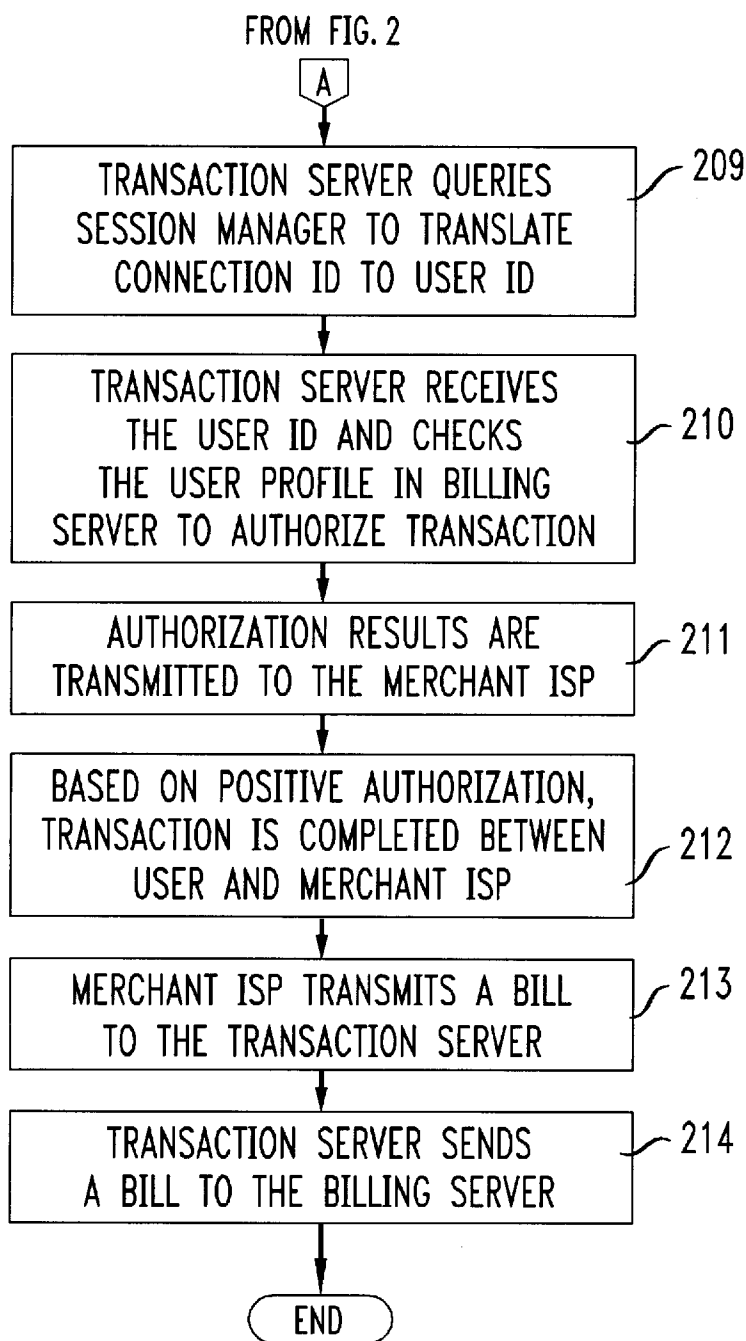 FROM FIG. 2
A
TRANSACTION SERVER QUERIES
SESSION MANAGER TO TRANSLATE
CONNECTION ID TO USER ID
209
TRANSACTION SERVER RECEIVES
THE USER ID AND CHECKS
THE USER PROFILE IN BILLING
SERVER TO AUTHORIZE TRANSACTION
210
AUTHORIZATION RESULTS ARE
TRANSMITTED TO THE MERCHANT ISP
211
BASED ON POSITIVE AUTHORIZATION,
TRANSACTION IS COMPLETED BETWEEN
USER AND MERCHANT ISP
212
MERCHANT ISP TRANSMITS A BILL
TO THE TRANSACTION SERVER
213
TRANSACTION SERVER SENDS
A BILL TO THE BILLING SERVER
214
END